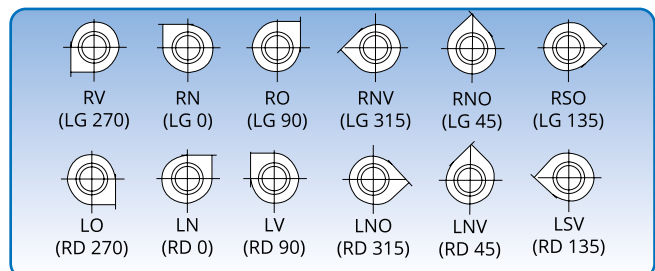 RV RN RO RNV RNO RSO
(LG 270) (LG 0) (LG 90) (LG 315) (LG 45) (LG 135)
LO LN LV LNO LNV LSV
(RD 270) (RD 0) (RD 90) (RD 315) (RD 45) (RD 135)